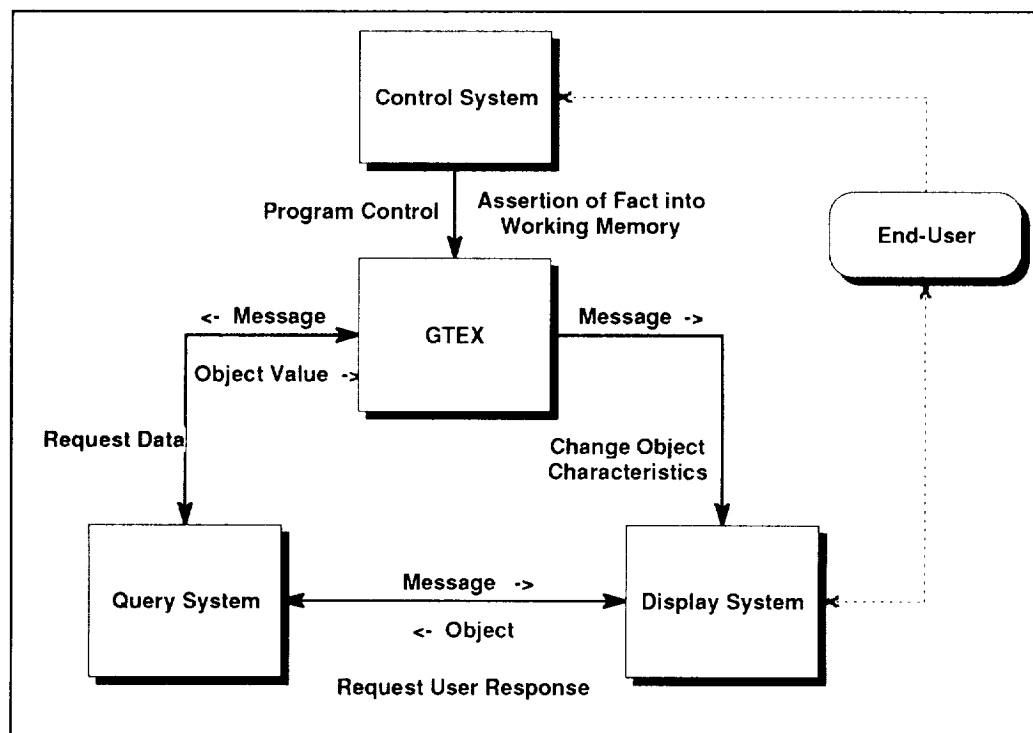 Control System
Program Control
Assertion of Fact into
Working Memory
End-User
<- Message
GTEX
Message ->
Object Value ->
Request Data
Change Object
Characteristics
Query System
Message ->
<- Object
Display System
Request User Response